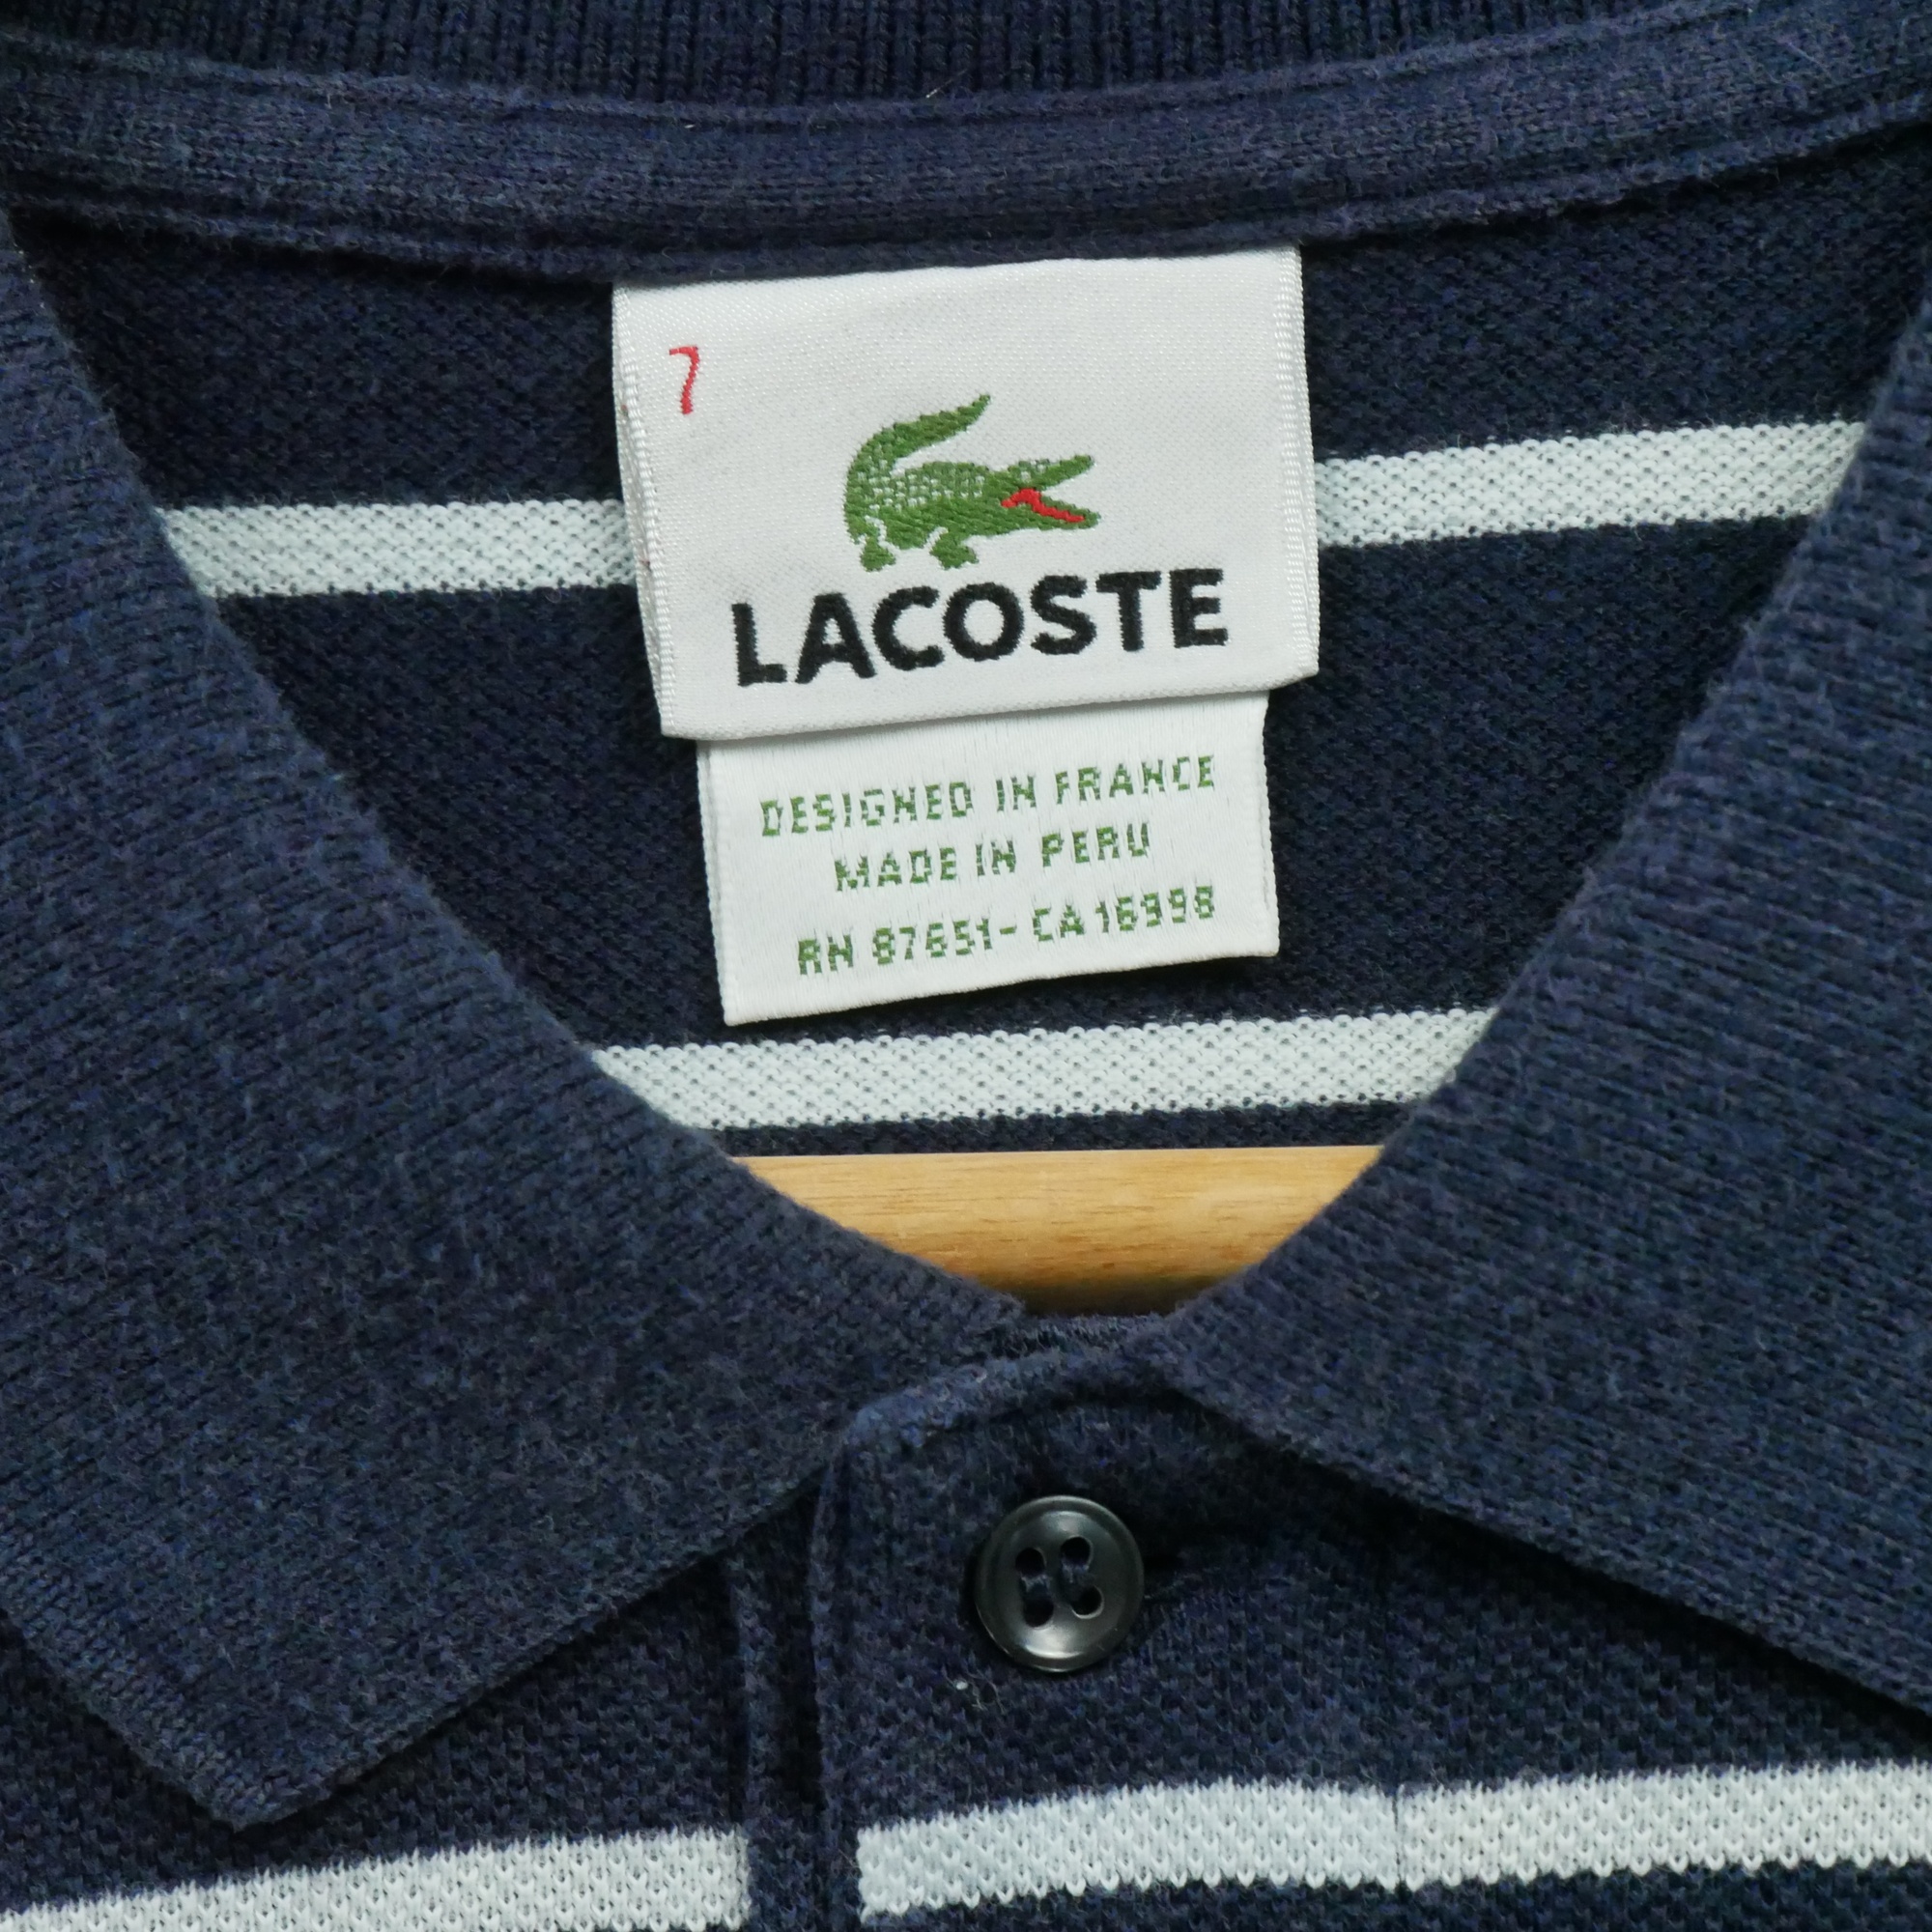 7
LACOSTE
DESIGNED IN FRANCE
MADE IN PERU
RN 87651-CA 16998